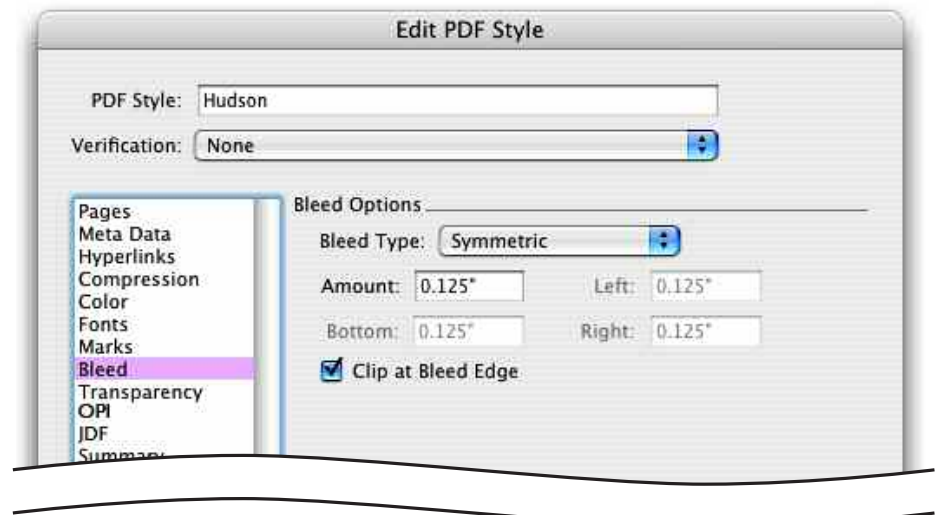 Edit PDF Style
PDF Style: Hudson
Verification: None
Pages
Meta Data
Hyperlinks
Compression
Color
Fonts
Marks
Bleed
Transparency
OPI
JDF
Summary
Bleed Options
Bleed Type: Symmetric
Amount: 0.125" Left: 0.125"
Bottom: 0.125" Right: 0.125"
Clip at Bleed Edge